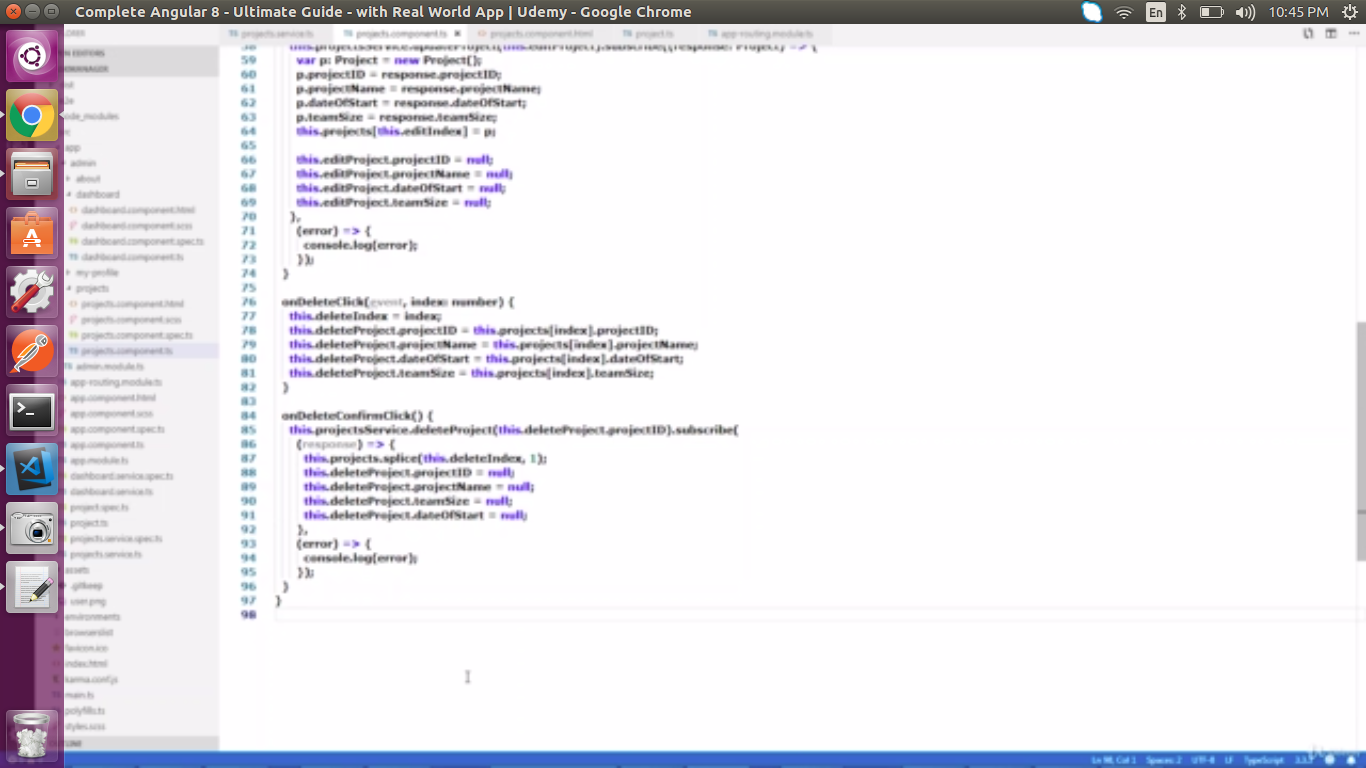 Complete Angular 8 - Ultimate Guide - with Real World App | Udemy - Google Chrome
En
10:45 PM
projects.service.ts
projects.component.ts
projects.component.html
project.ts
app-routing.module.ts
node_modules
app
admin
about
dashboard
dashboard.component.html
dashboard.component.scss
dashboard.component.spec.ts
dashboard.component.ts
my-profile
projects
projects.component.html
projects.component.scss
projects.component.spec.ts
projects.component.ts
admin.module.ts
app-routing.module.ts
app.component.html
app.component.scss
app.component.spec.ts
app.component.ts
app.module.ts
dashboard.service.spec.ts
dashboard.service.ts
project.spec.ts
project.ts
projects.service.spec.ts
projects.service.ts
assets
.gitkeep
user.png
environments
browserslist
favicon.ico
index.html
karma.conf.js
main.ts
polyfills.ts
styles.scss
58 this.projectsService.updateProject(this.editProject).subscribe((response: Project) => {
59 var p: Project = new Project();
60 p.projectID = response.projectID;
61 p.projectName = response.projectName;
62 p.dateOfStart = response.dateOfStart;
63 p.teamSize = response.teamSize;
64 this.projects[this.editIndex] = p;
65
66 this.editProject.projectID = null;
67 this.editProject.projectName = null;
68 this.editProject.dateOfStart = null;
69 this.editProject.teamSize = null;
70 },
71 (error) => {
72 console.log(error);
73 });
74 }
75
76 onDeleteClick(event, index: number) {
77 this.deleteIndex = index;
78 this.deleteProject.projectID = this.projects[index].projectID;
79 this.deleteProject.projectName = this.projects[index].projectName;
80 this.deleteProject.dateOfStart = this.projects[index].dateOfStart;
81 this.deleteProject.teamSize = this.projects[index].teamSize;
82 }
83
84 onDeleteConfirmClick() {
85 this.projectsService.deleteProject(this.deleteProject.projectID).subscribe(
86 (response) => {
87 this.projects.splice(this.deleteIndex, 1);
88 this.deleteProject.projectID = null;
89 this.deleteProject.projectName = null;
90 this.deleteProject.teamSize = null;
91 this.deleteProject.dateOfStart = null;
92 },
93 (error) => {
94 console.log(error);
95 });
96 }
97 }
98
Ln 98, Col 1 Spaces: 2 UTF-8 LF TypeScript